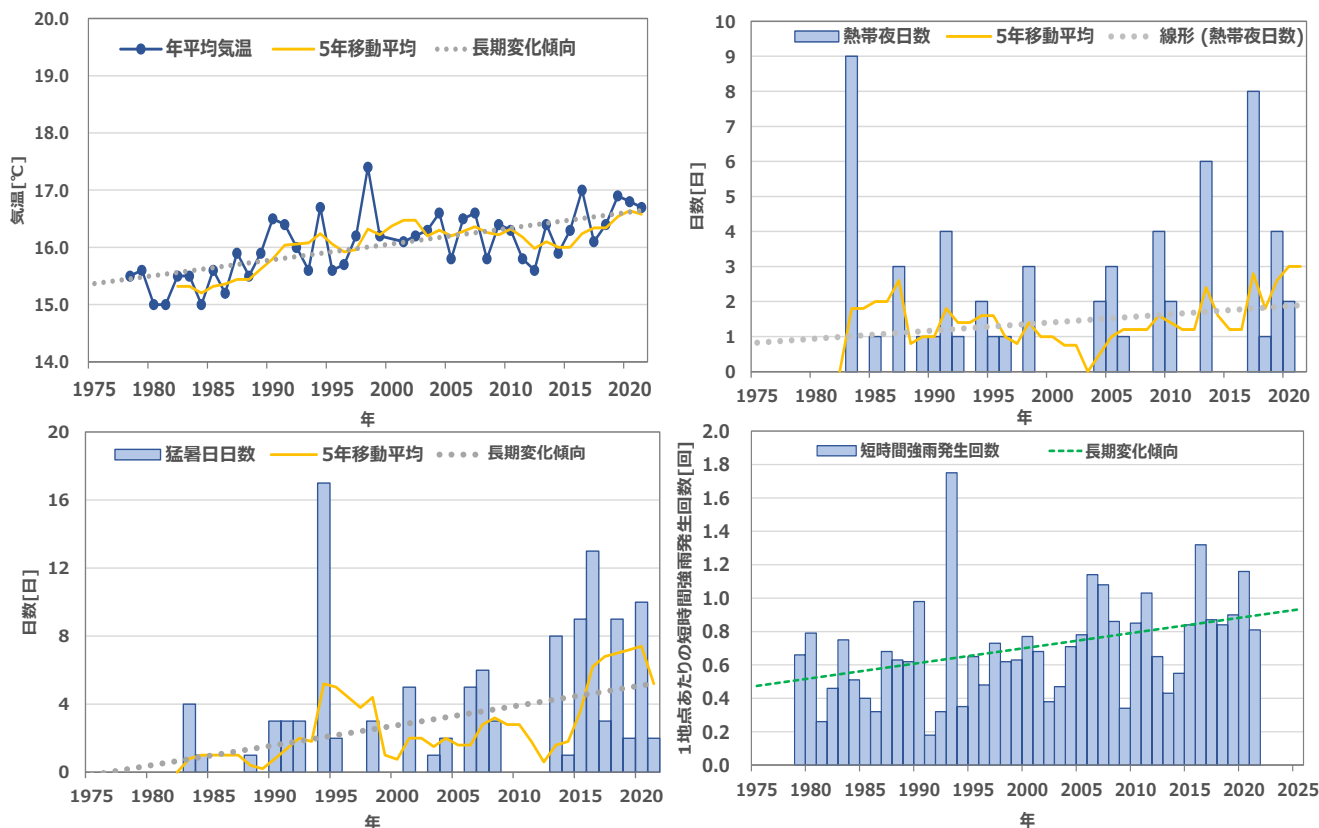 年平均気温 5年移動平均 長期変化傾向
気温[℃]
20.0
19.0
18.0
17.0
16.0
15.0
14.0
1975 1980 1985 1990 1995 2000 2005 2010 2015 2020
年
熱帯夜日数 5年移動平均 線形 (熱帯夜日数)
日数[日]
10
9
8
7
6
5
4
3
2
1
0
1975 1980 1985 1990 1995 2000 2005 2010 2015 2020
年
猛暑日日数 5年移動平均 長期変化傾向
日数[日]
20
16
12
8
4
0
1975 1980 1985 1990 1995 2000 2005 2010 2015 2020
年
短時間強雨発生回数 長期変化傾向
1地点あたりの短時間強雨発生回数[回]
2.0
1.8
1.6
1.4
1.2
1.0
0.8
0.6
0.4
0.2
0.0
1975 1980 1985 1990 1995 2000 2005 2010 2015 2020 2025
年